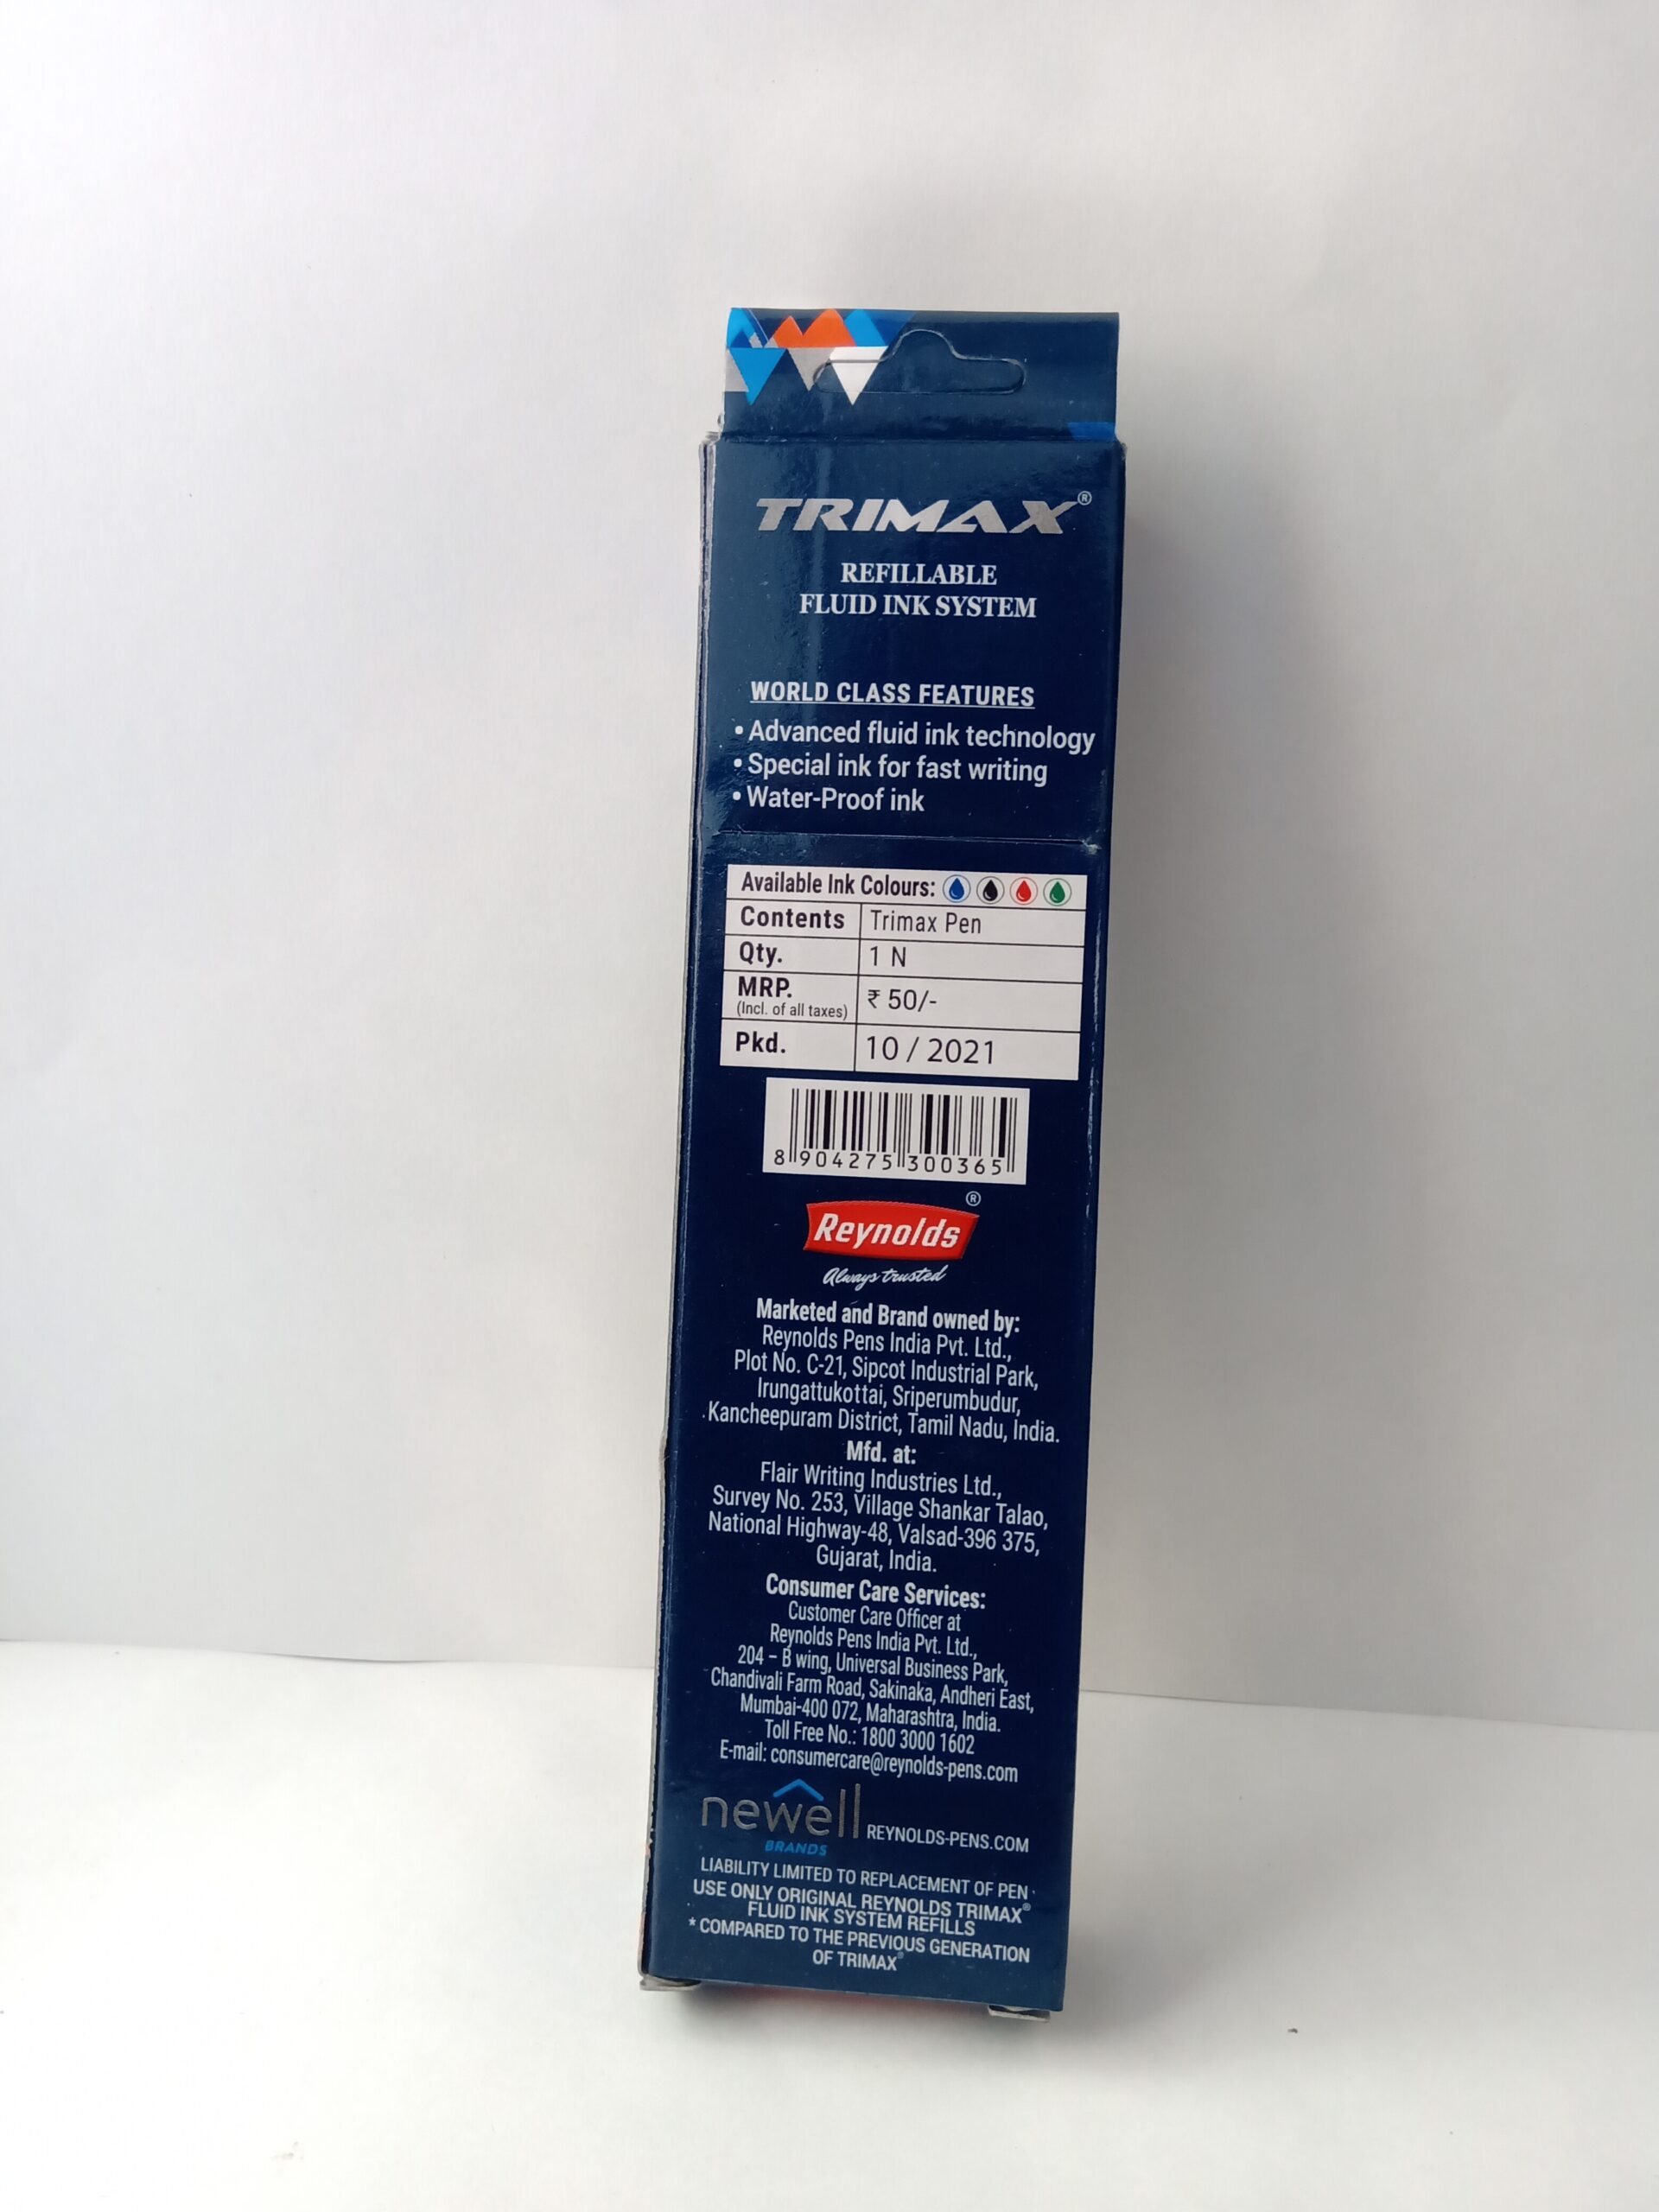 TRIMAX®
REFILLABLE
FLUID INK SYSTEM
WORLD CLASS FEATURES
• Advanced fluid ink technology
• Special ink for fast writing
• Water-Proof ink
Available Ink Colours:
Contents Trimax Pen
Qty. 1 N
MRP. ₹ 50/-
(Incl. of all taxes)
Pkd. 10 / 2021
8 904275 300365
Reynolds®
Always trusted
Marketed and Brand owned by:
Reynolds Pens India Pvt. Ltd.,
Plot No. C-21, Sipcot Industrial Park,
Irungattukottai, Sriperumbudur,
Kancheepuram District, Tamil Nadu, India.
Mfd. at:
Flair Writing Industries Ltd.,
Survey No. 253, Village Shankar Talao,
National Highway-48, Valsad-396 375,
Gujarat, India.
Consumer Care Services:
Customer Care Officer at
Reynolds Pens India Pvt. Ltd.,
204 – B wing, Universal Business Park,
Chandivali Farm Road, Sakinaka, Andheri East,
Mumbai-400 072, Maharashtra, India.
Toll Free No.: 1800 3000 1602
E-mail: consumercare@reynolds-pens.com
newell
BRANDS
REYNOLDS-PENS.COM
LIABILITY LIMITED TO REPLACEMENT OF PEN
USE ONLY ORIGINAL REYNOLDS TRIMAX®
FLUID INK SYSTEM REFILLS
* COMPARED TO THE PREVIOUS GENERATION
OF TRIMAX®